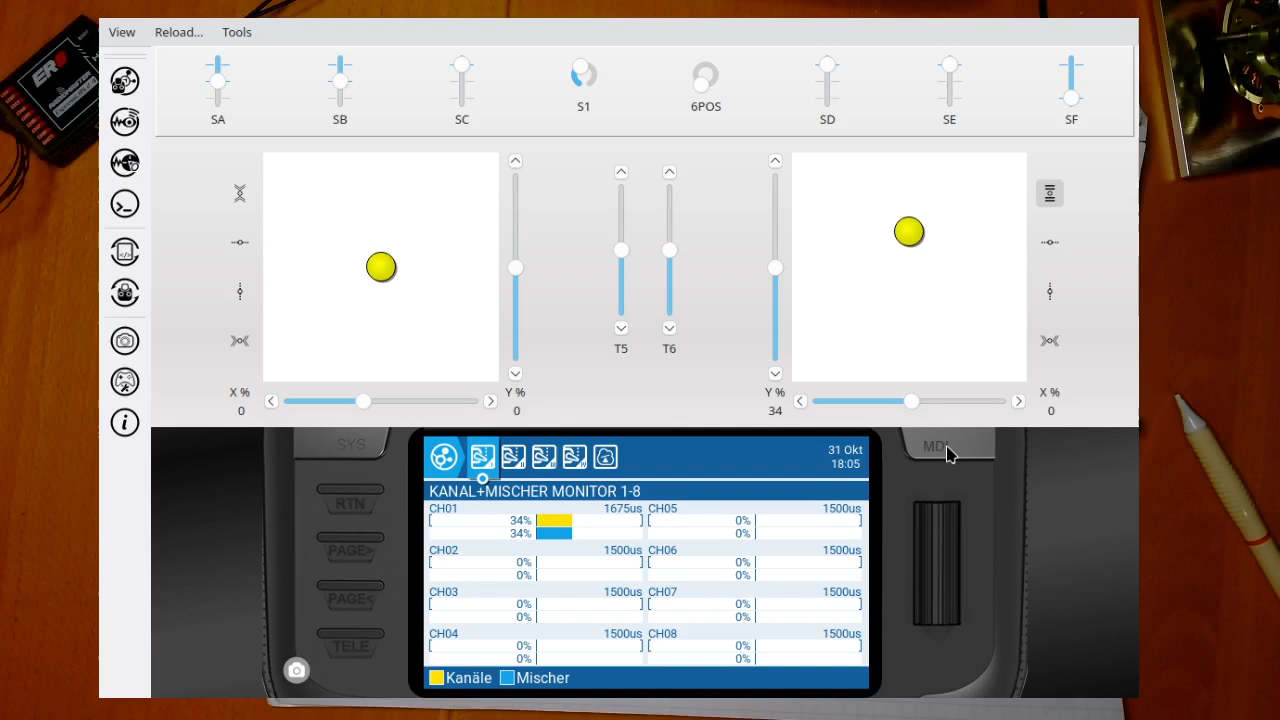 View Reload... Tools
ER8
RADIOMASTER
SA SB SC S1 6POS SD SE SF
T5 T6
X % Y % Y % X %
0 0 34 0
SYS
RTN
PAGE>
PAGE<
TELE
31 Okt
18:05
KANAL+MISCHER MONITOR 1-8
CH01 1675us CH05 1500us
34% 0%
34% 0%
CH02 1500us CH06 1500us
0% 0%
0% 0%
CH03 1500us CH07 1500us
0% 0%
0% 0%
CH04 1500us CH08 1500us
0% 0%
0% 0%
Kanäle Mischer